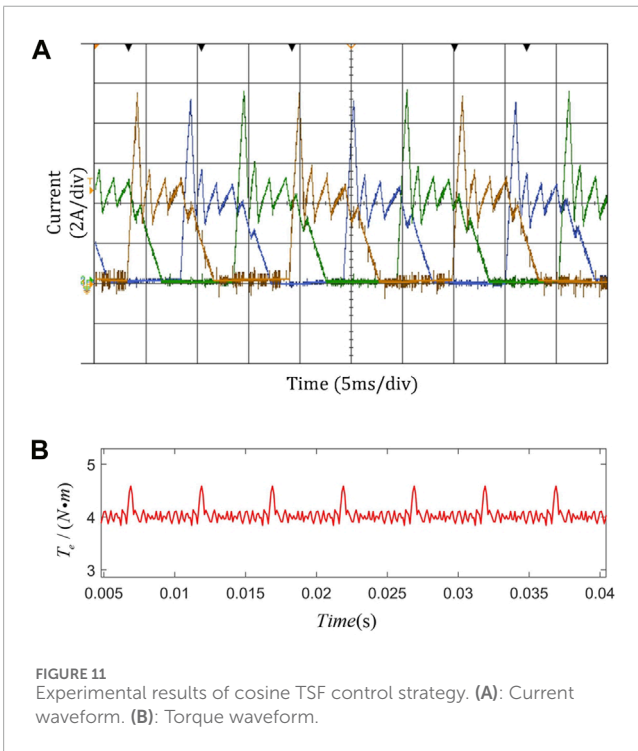 A
Current
(2A/div)
Time (5ms/div)
B
T_e / (N•m)
5
4
3
0.005 0.01 0.015 0.02 0.025 0.03 0.035 0.04
Time(s)
FIGURE 11
Experimental results of cosine TSF control strategy. (A): Current
waveform. (B): Torque waveform.